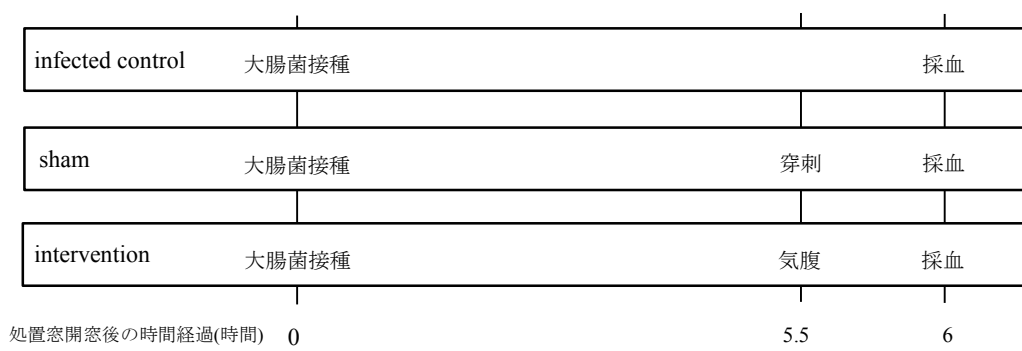 infected control 大腸菌接種 採血
sham 大腸菌接種 穿刺 採血
intervention 大腸菌接種 気腹 採血
処置窓開窓後の時間経過(時間) 0 5.5 6